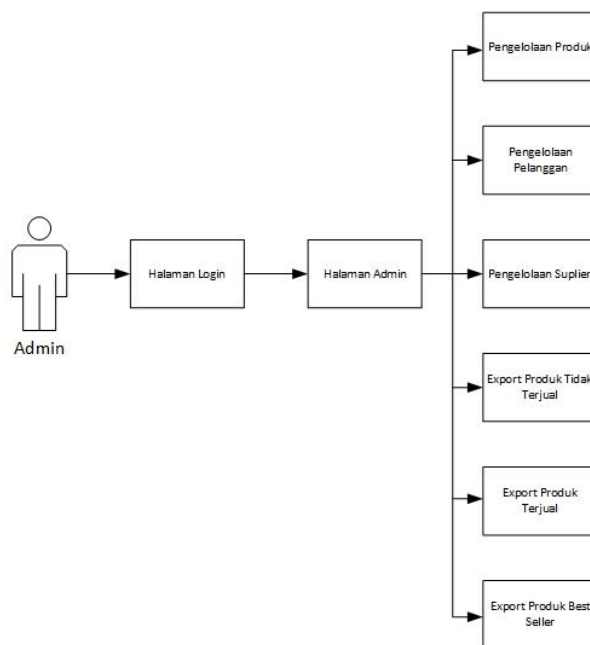 Pengelolaan Produk
Pengelolaan
Pelanggan
Admin
Halaman Login
Halaman Admin
Pengelolaan Suplier
Export Produk Tidak
Terjual
Export Produk
Terjual
Export Produk Best
Seller